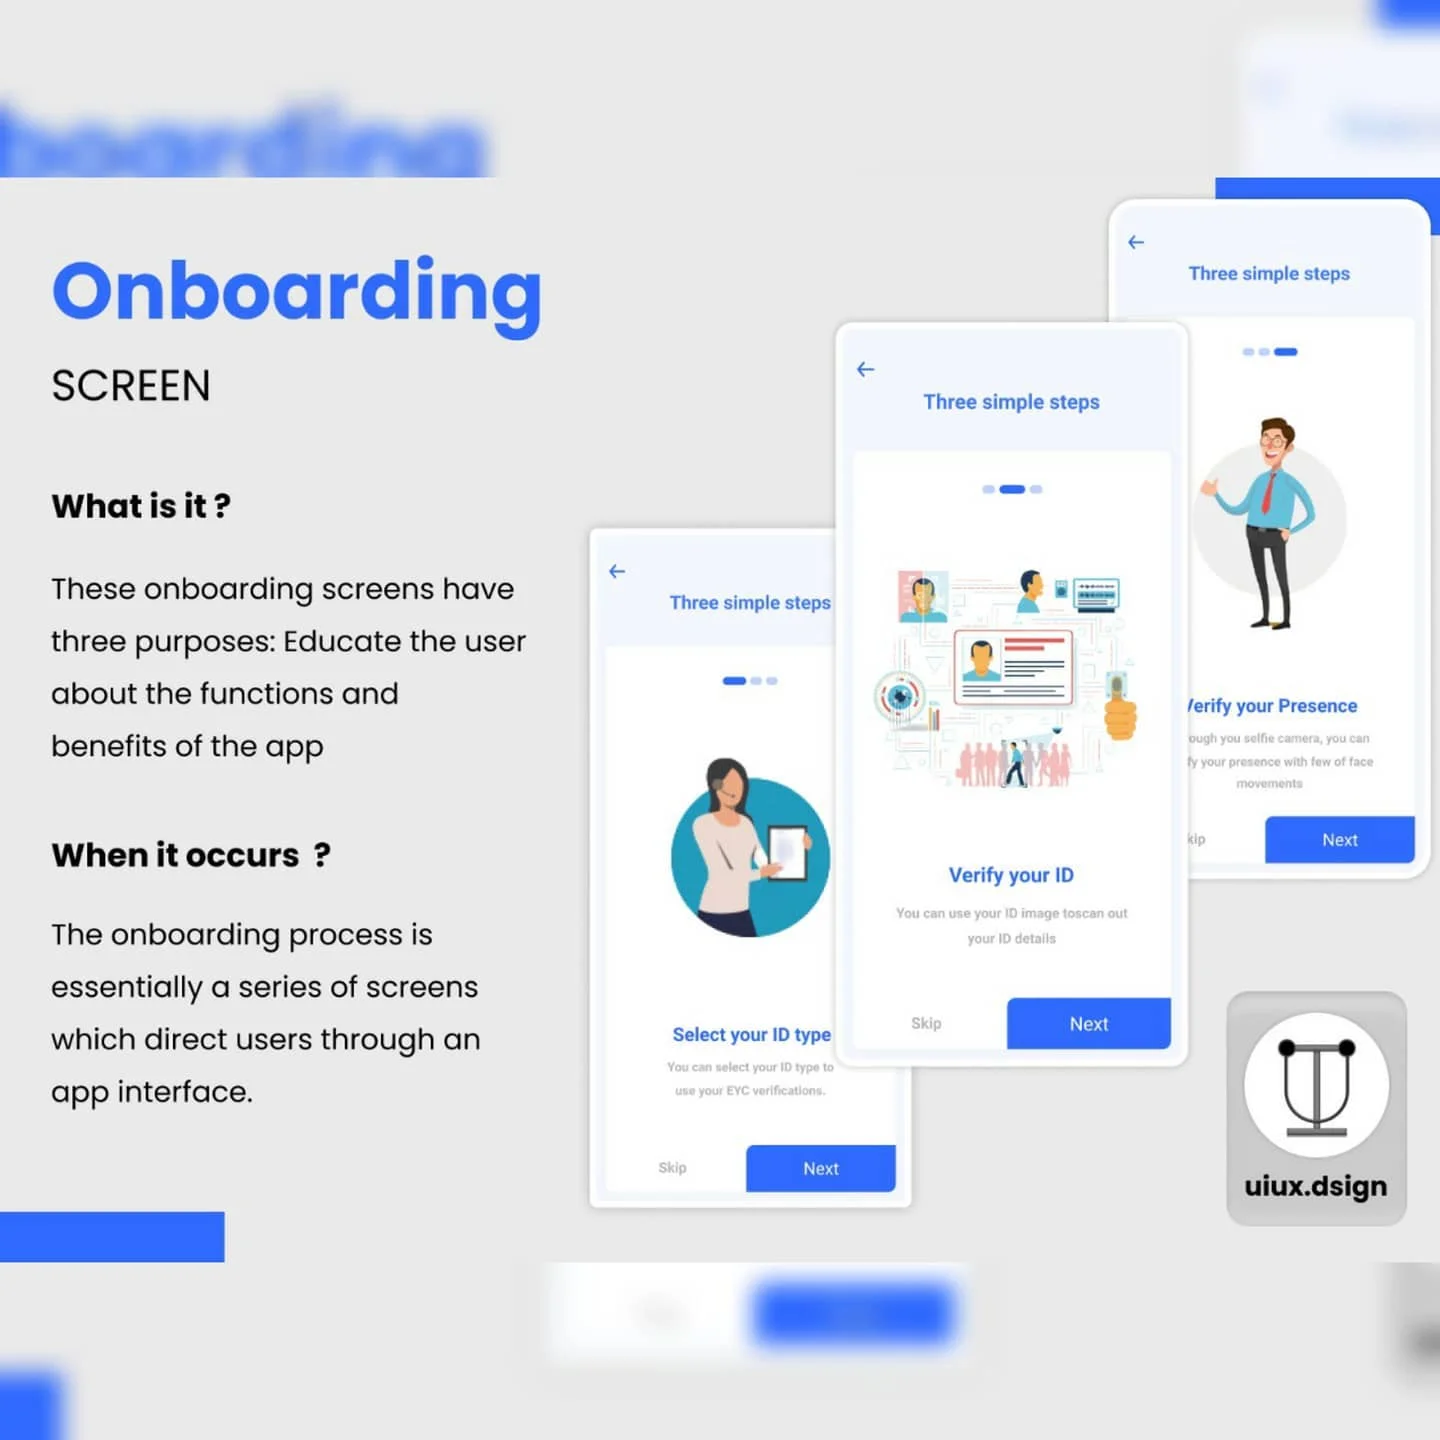 Onboarding
SCREEN
What is it ?
These onboarding screens have
three purposes: Educate the user
about the functions and
benefits of the app
When it occurs ?
The onboarding process is
essentially a series of screens
which direct users through an
app interface.
Three simple steps
Select your ID type
You can select your ID type to
use your EYC verifications.
Skip
Next
Three simple steps
Verify your ID
You can use your ID image toscan out
your ID details
Skip
Next
Three simple steps
Verify your Presence
you selfie camera, you can
your presence with few of face
movements
Next
uiux.dsign